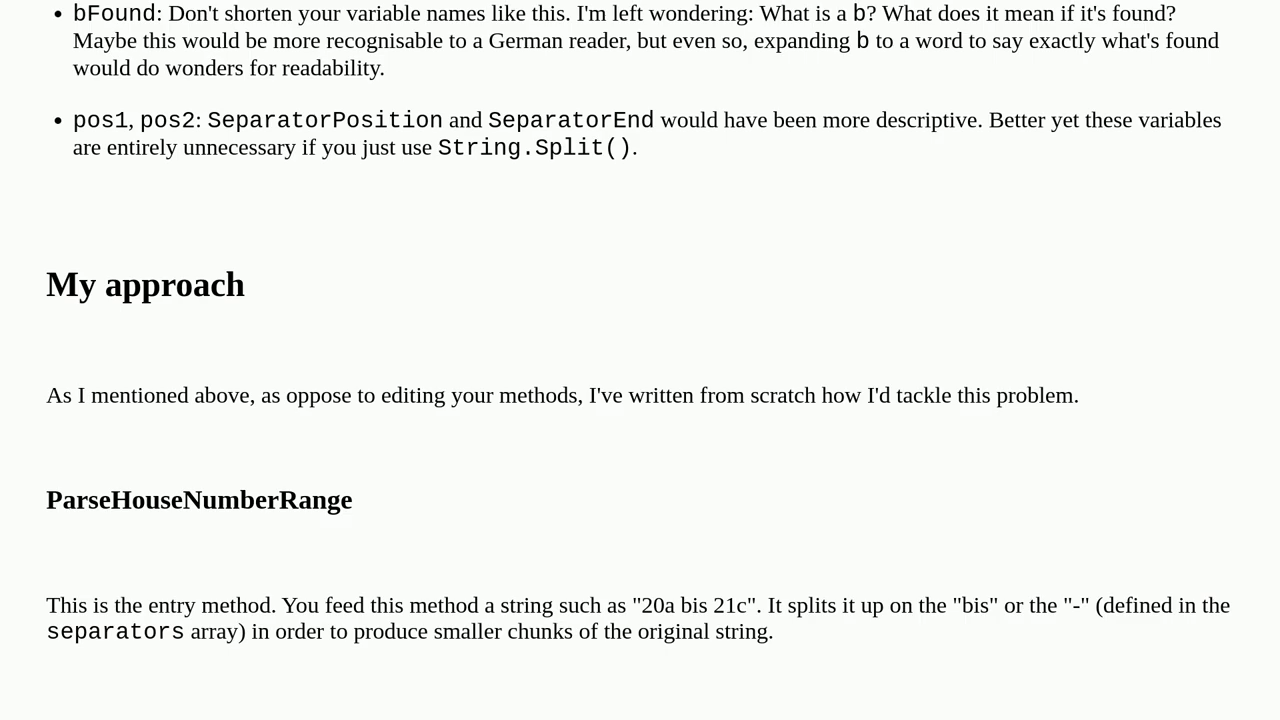 • bFound: Don't shorten your variable names like this. I'm left wondering: What is a b? What does it mean if it's found?
Maybe this would be more recognisable to a German reader, but even so, expanding b to a word to say exactly what's found
would do wonders for readability.
• pos1, pos2: SeparatorPosition and SeparatorEnd would have been more descriptive. Better yet these variables
are entirely unnecessary if you just use String.Split().
My approach
As I mentioned above, as oppose to editing your methods, I've written from scratch how I'd tackle this problem.
ParseHouseNumberRange
This is the entry method. You feed this method a string such as "20a bis 21c". It splits it up on the "bis" or the "-" (defined in the
separators array) in order to produce smaller chunks of the original string.